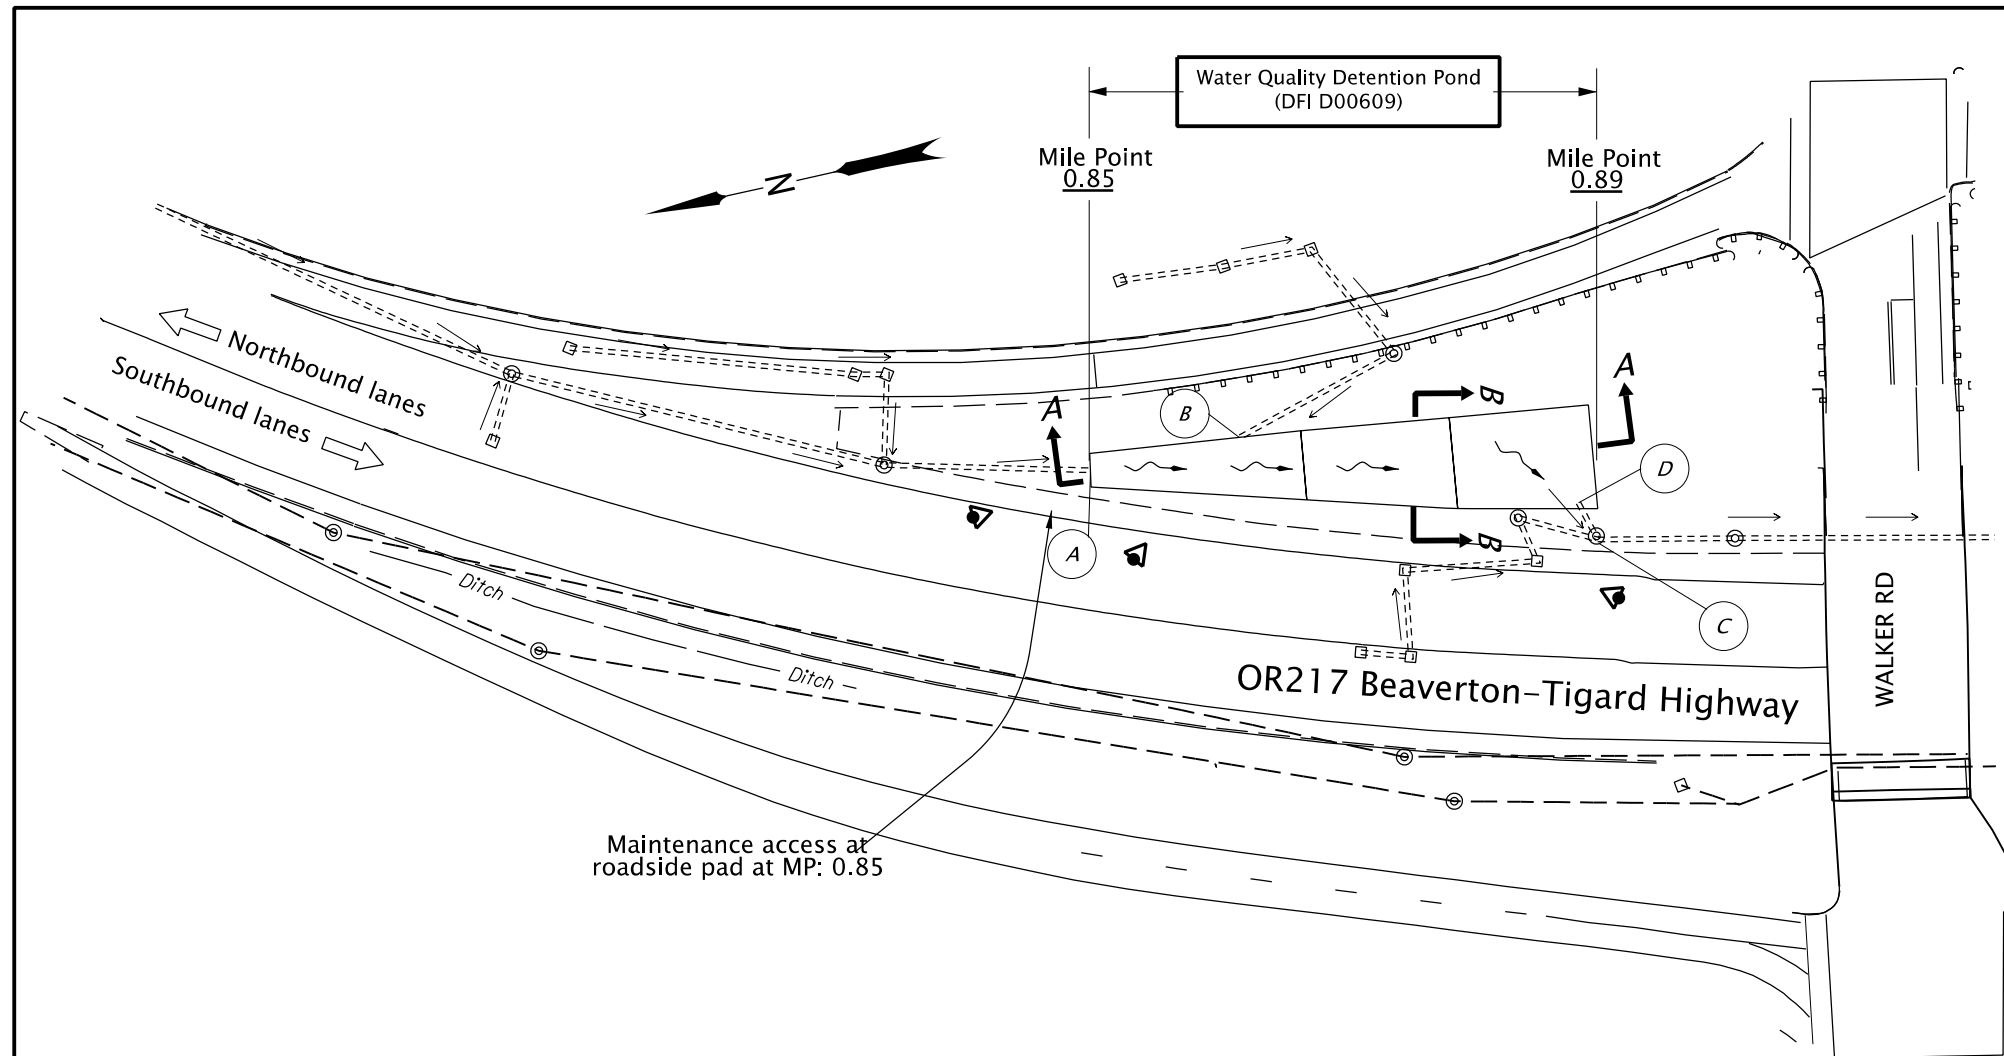 Water Quality Detention Pond
(DFI D00609)
Mile Point
0.85
Mile Point
0.89
N
Northbound lanes
Southbound lanes
A
B
B
A
D
B
A
C
Ditch
Ditch
OR217 Beaverton-Tigard Highway
WALKER RD
Maintenance access at
roadside pad at MP: 0.85